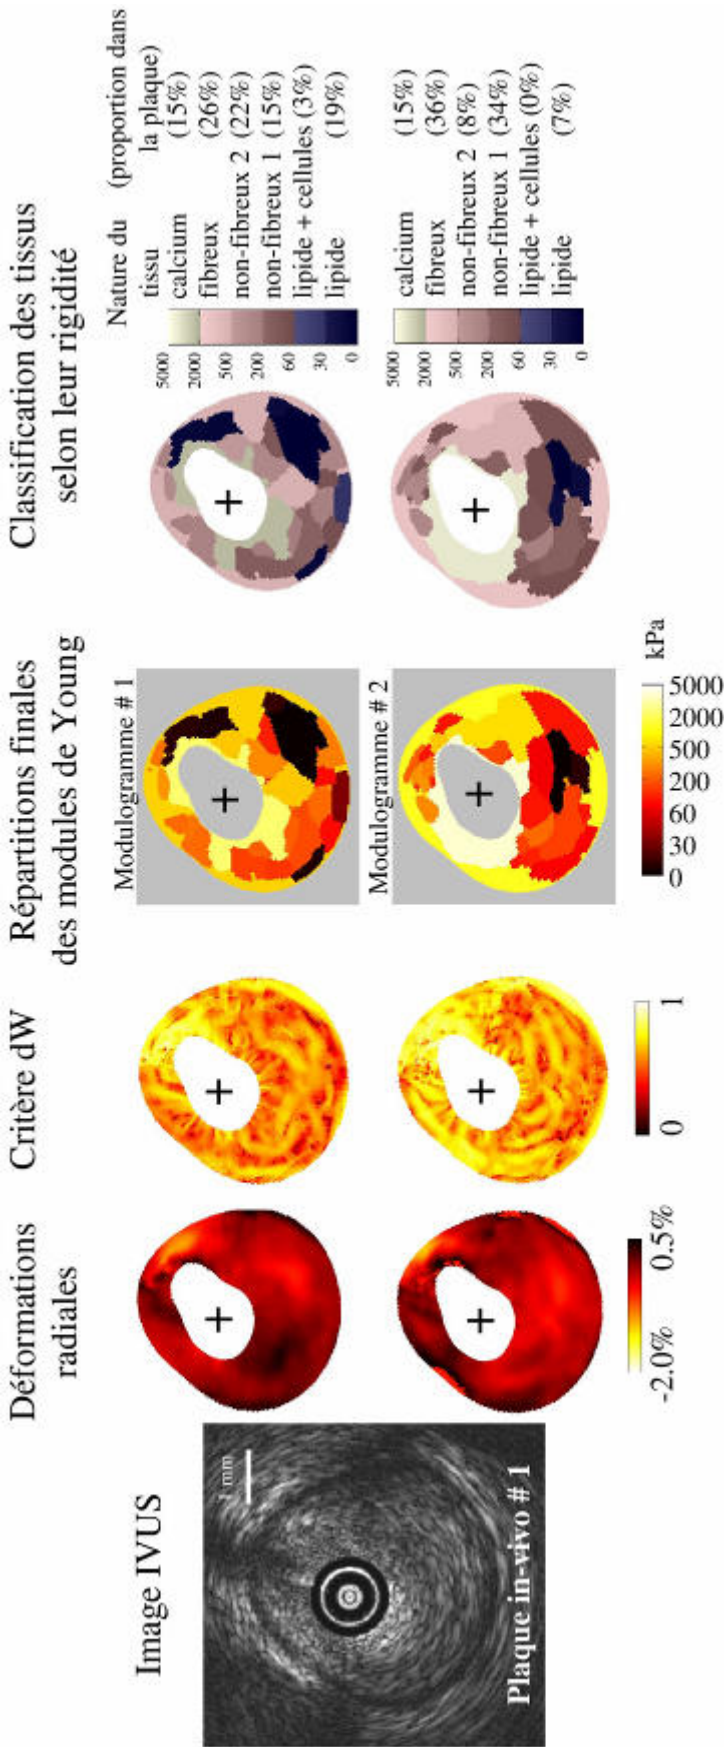 Image IVUS
1 mm
Plaque in-vivo # 1
Déformations
radiales
-2.0% 0.5%
Critère dW
0 1
Répartitions finales
des modules de Young
Modulogramme # 1
Modulogramme # 2
kPa
0 30 60 200 500 2000 5000
Classification des tissus
selon leur rigidité
Nature du (proportion dans
tissu la plaque)
5000 calcium (15%)
2000 fibreux (26%)
500 non-fibreux 2 (22%)
200 non-fibreux 1 (15%)
60 lipide + cellules (3%)
30 lipide (19%)
0
5000 calcium (15%)
2000 fibreux (36%)
500 non-fibreux 2 (8%)
200 non-fibreux 1 (34%)
60 lipide + cellules (0%)
30 lipide (7%)
0